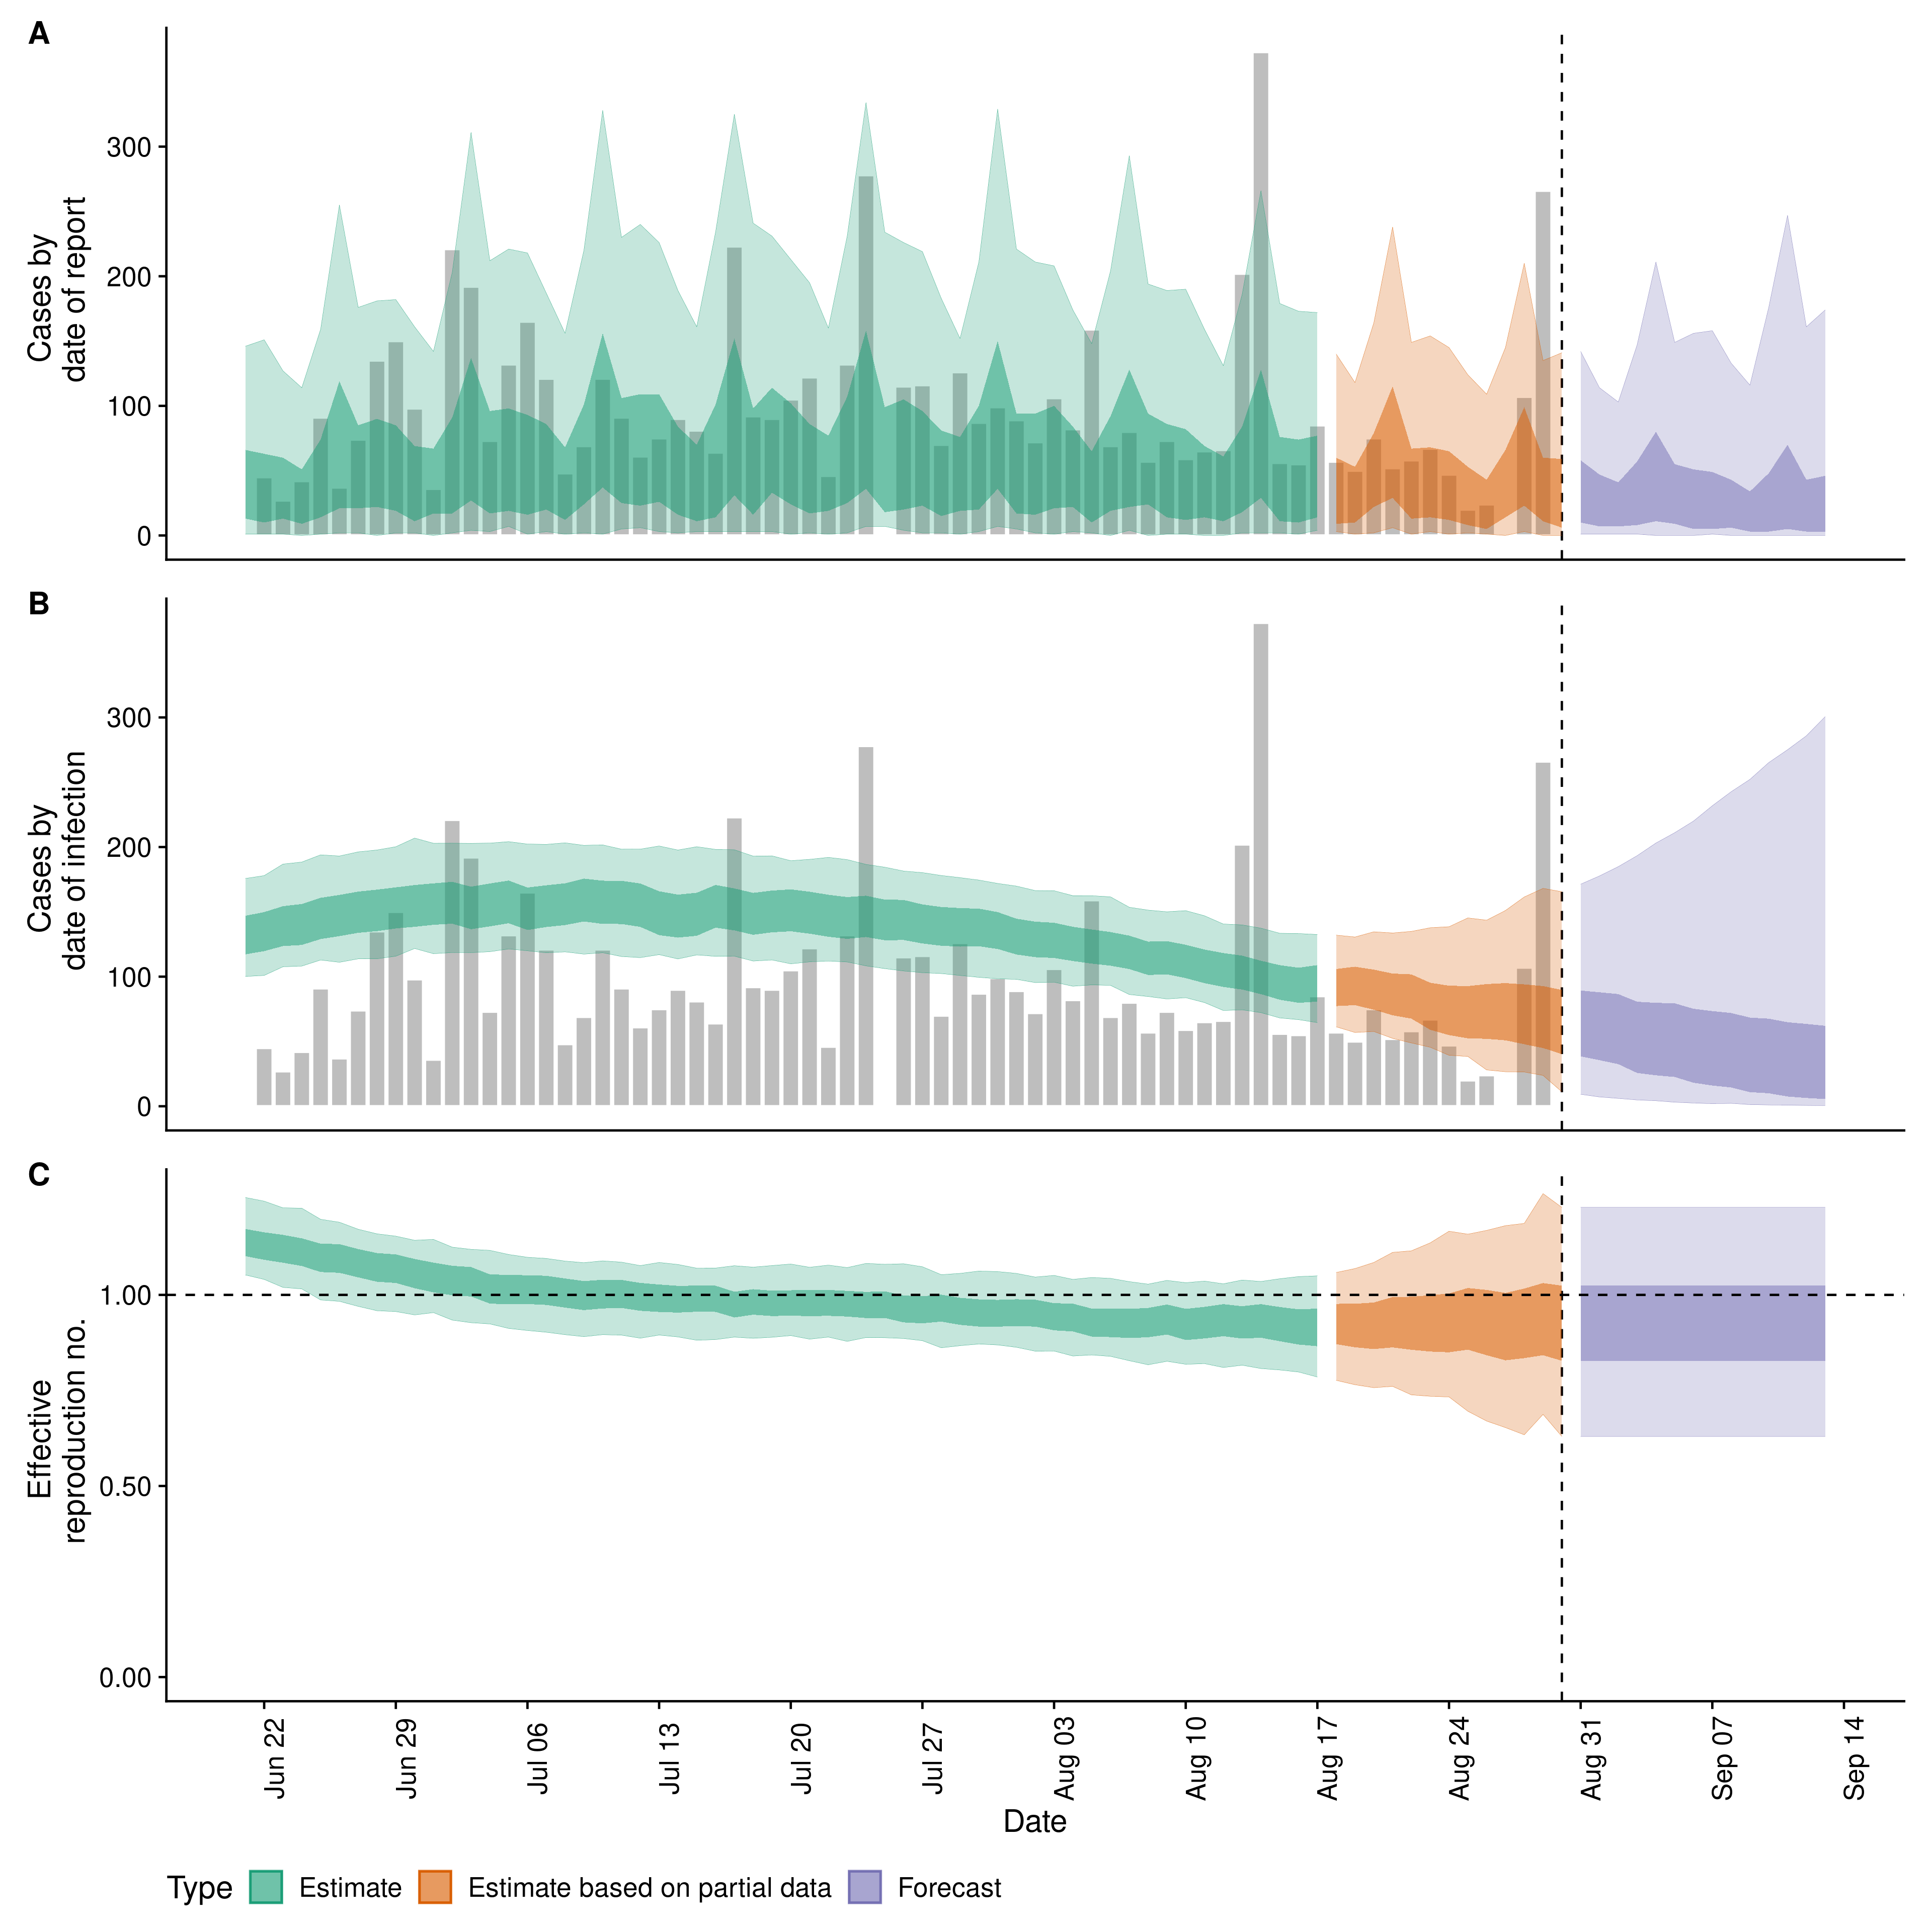 A
Cases by
date of report
300
200
100
0
B
Cases by
date of infection
300
200
100
0
C
Effective
reproduction no.
1.00
0.50
0.00
Jun 22
Jun 29
Jul 06
Jul 13
Jul 20
Jul 27
Aug 03
Aug 10
Aug 17
Aug 24
Aug 31
Sep 07
Sep 14
Date
Type Estimate Estimate based on partial data Forecast